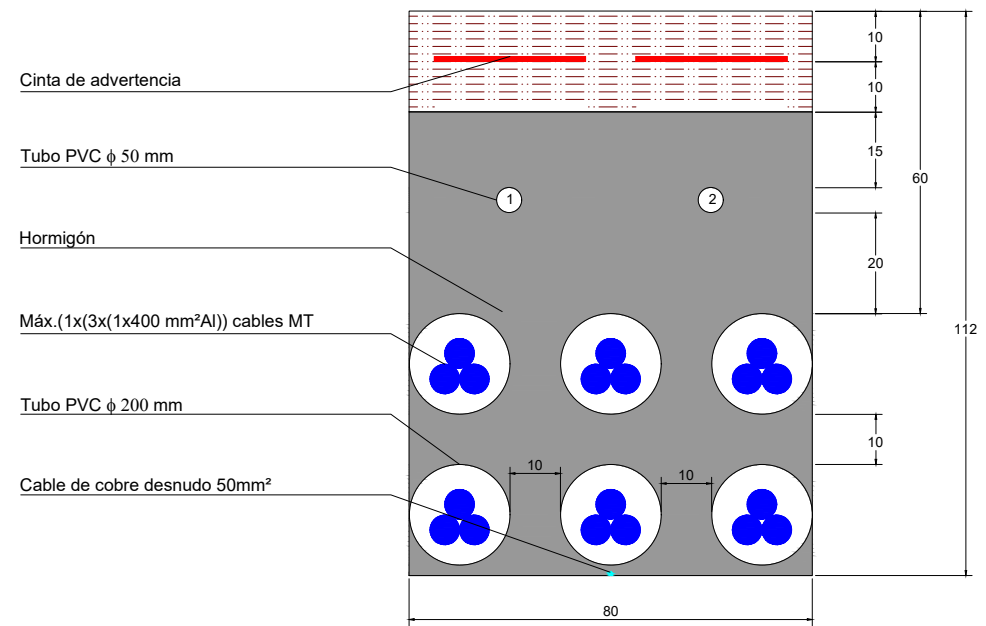 Cinta de advertencia
Tubo PVC ϕ 50 mm
Hormigón
Máx.(1x(3x(1x400 mm²Al)) cables MT
Tubo PVC ϕ 200 mm
Cable de cobre desnudo 50mm²
1
2
10
10
15
60
20
112
10
10
10
80